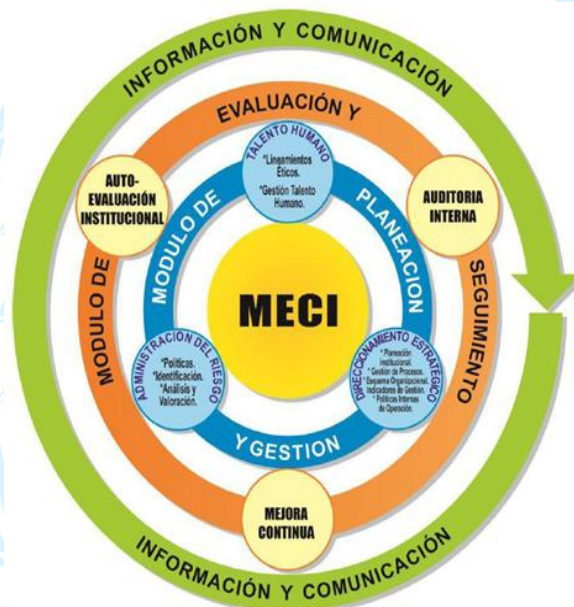 INFORMACIÓN Y COMUNICACIÓN
EVALUACIÓN Y
TALENTO HUMANO
*Lineamientos
Éticos.
*Gestión Talento
Humano.
AUTO-
EVALUACIÓN
INSTITUCIONAL
AUDITORIA
INTERNA
MODULO DE
PLANEACION
MODULO DE
SEGUIMIENTO
MECI
ADMINISTRACIÓN DEL RIESGO
*Políticas.
*Identificación.
*Análisis y
Valoración.
DIRECCIONAMIENTO ESTRATÉGICO
* Planeación
Institucional.
* Gestión de Procesos.
* Esquema Organizacional.
Indicadores de Gestión.
* Políticas Internas
de Operación.
Y GESTION
MEJORA
CONTINUA
INFORMACIÓN Y COMUNICACIÓN